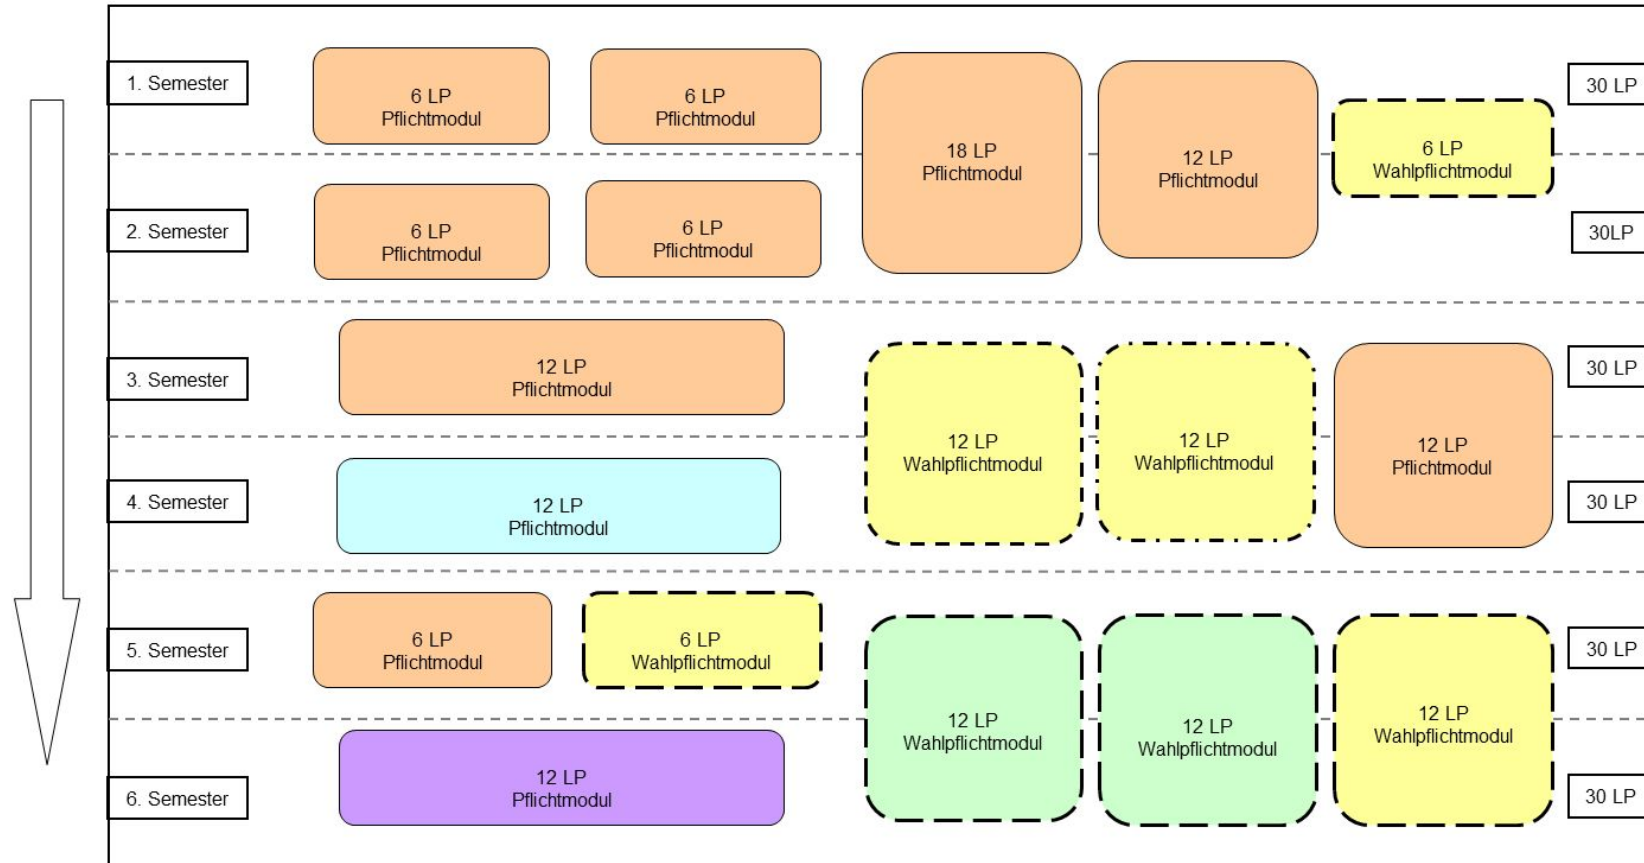 1. Semester
6 LP
Pflichtmodul
6 LP
Pflichtmodul
18 LP
Pflichtmodul
12 LP
Pflichtmodul
6 LP
Wahlpflichtmodul
30 LP
2. Semester
6 LP
Pflichtmodul
6 LP
Pflichtmodul
30LP
3. Semester
12 LP
Pflichtmodul
12 LP
Wahlpflichtmodul
12 LP
Wahlpflichtmodul
12 LP
Pflichtmodul
30 LP
4. Semester
12 LP
Pflichtmodul
30 LP
5. Semester
6 LP
Pflichtmodul
6 LP
Wahlpflichtmodul
12 LP
Wahlpflichtmodul
12 LP
Wahlpflichtmodul
12 LP
Wahlpflichtmodul
30 LP
6. Semester
12 LP
Pflichtmodul
30 LP